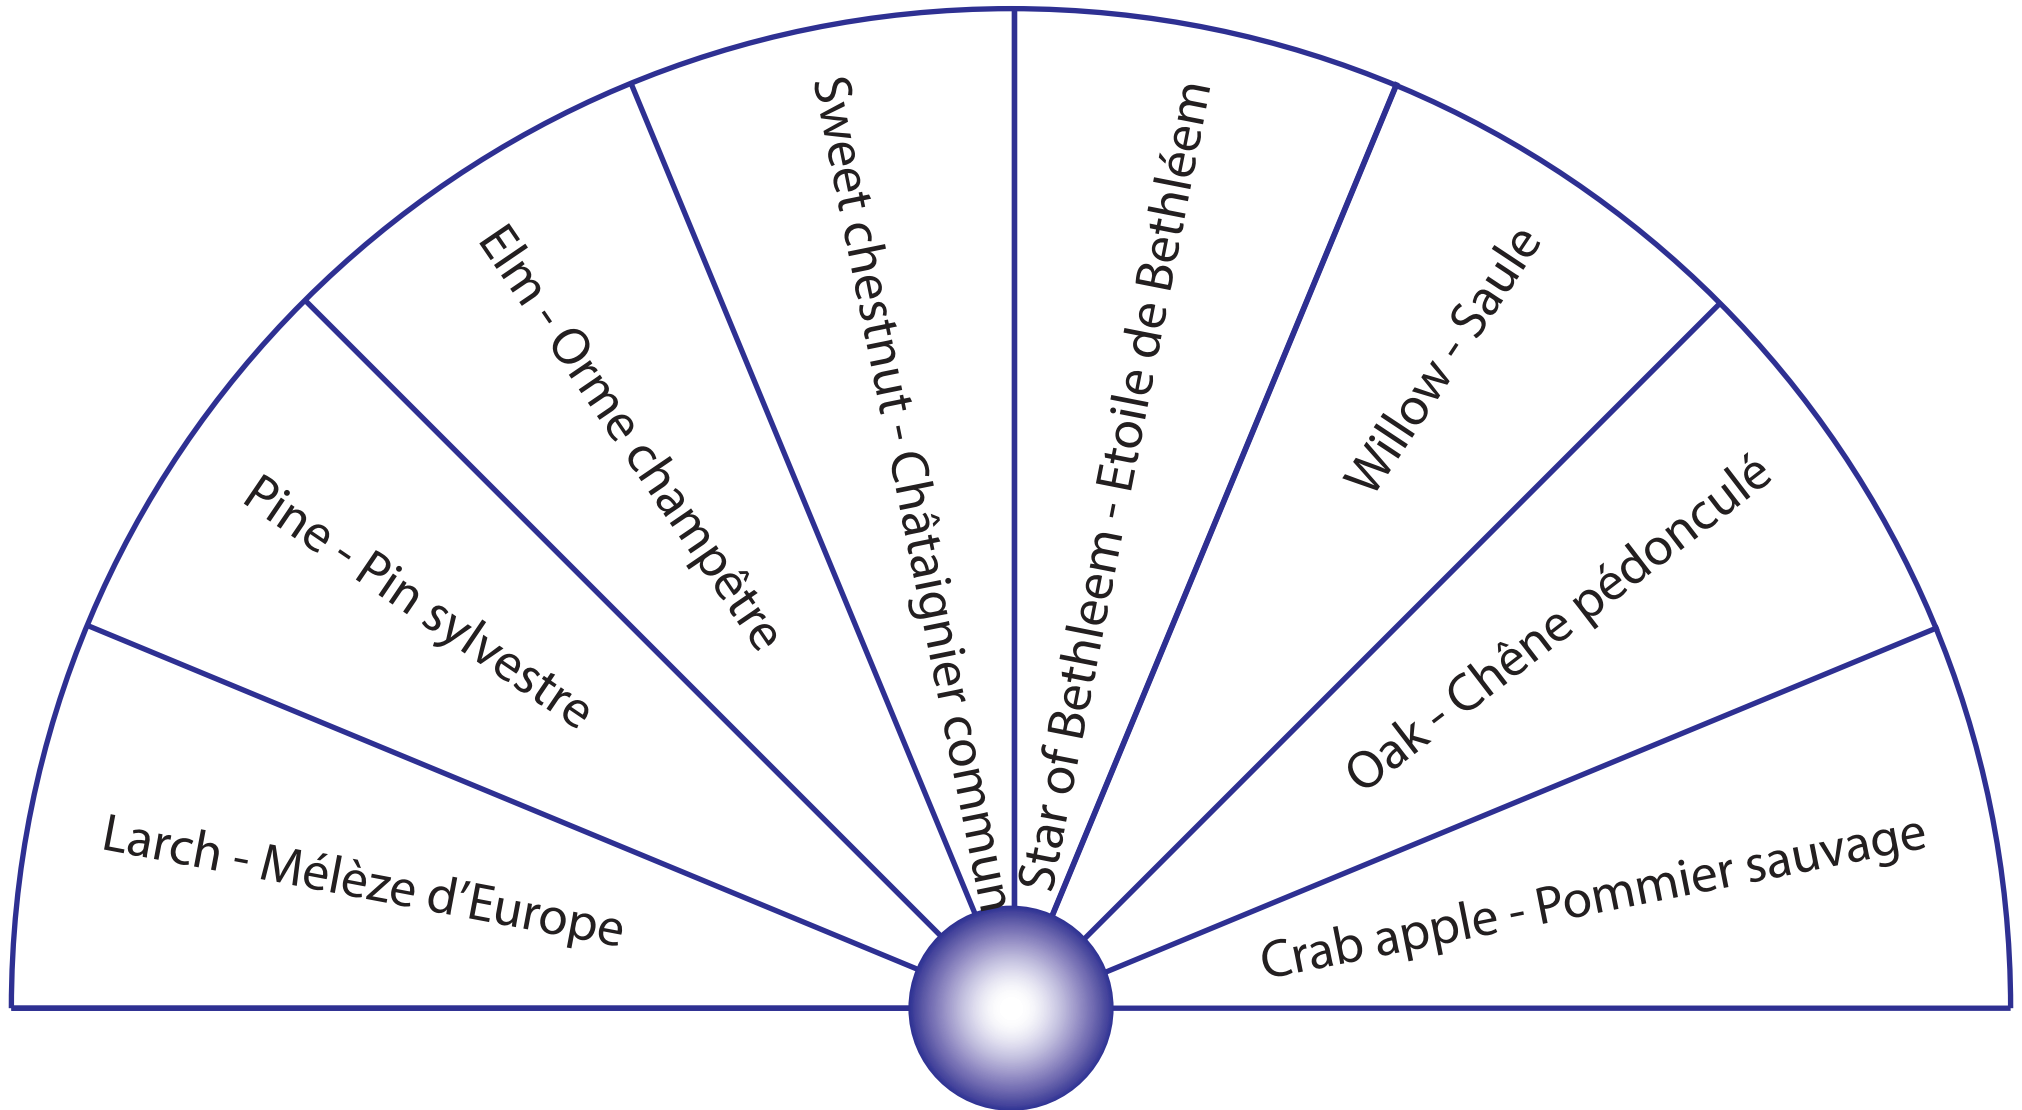 Larch - Mélèze d’Europe
Pine - Pin sylvestre
Elm - Orme champêtre
Sweet chestnut - Châtaignier commun
Star of Bethleem - Etoile de Bethléem
Willow - Saule
Oak - Chêne pédonculé
Crab apple - Pommier sauvage